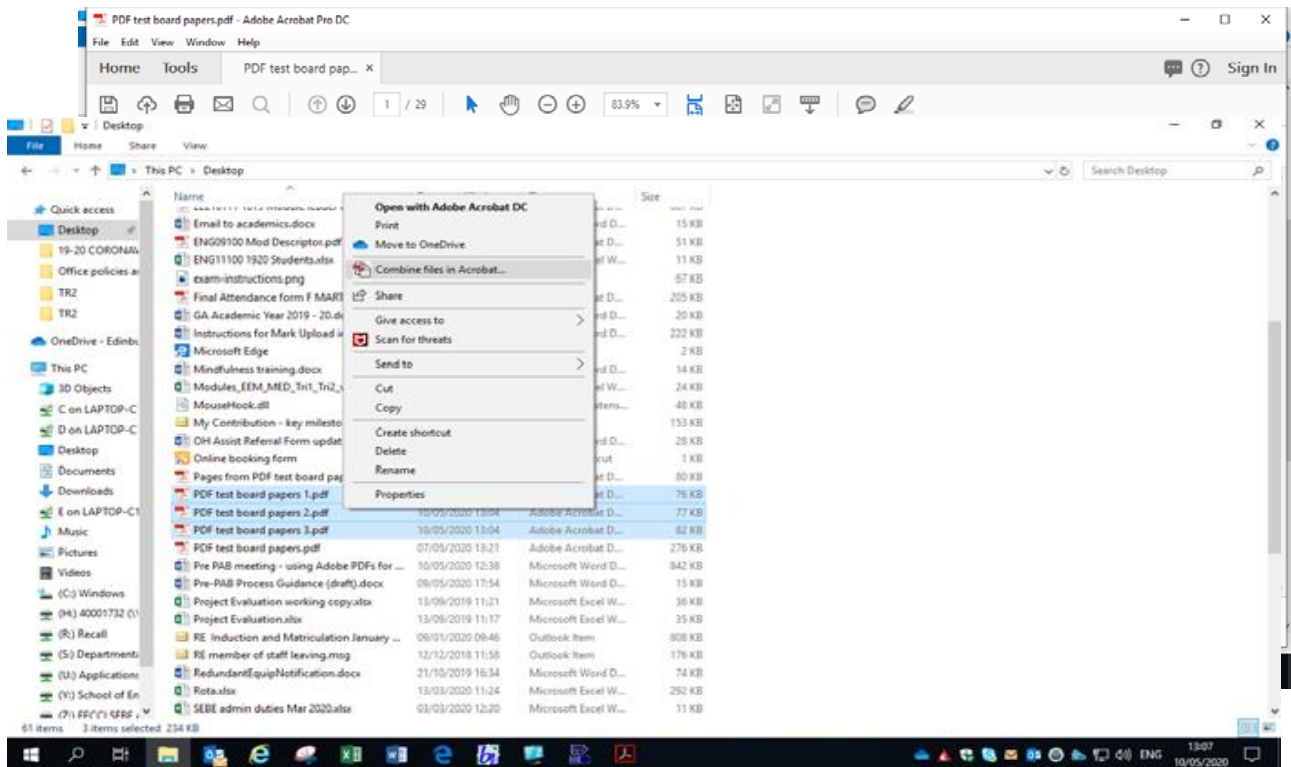 PDF test board papers.pdf - Adobe Acrobat Pro DC
File Edit View Window Help
Home Tools PDF test board pap... × Sign In
1 / 29 83.9%
Desktop
File Home Share View
This PC > Desktop Search Desktop
Name Size
Quick access
Desktop
19-20 CORONAV
Office policies a
TR2
TR2
OneDrive - Edinbu
This PC
3D Objects
C on LAPTOP-C
D on LAPTOP-C
Desktop
Documents
Downloads
E on LAPTOP-C1
Music
Pictures
Videos
(C:) Windows
(H:) 40001732
(R:) Recall
(S:) Departmenta
(U:) Applications
(V:) School of En
Email to academics.docx 15 KB
ENG09100 Mod Descriptor.pdf 51 KB
ENG11100 1920 Students.xlsx 11 KB
exam-instructions.png 67 KB
Final Attendance form F MART 205 KB
GA Academic Year 2019 - 20.d 20 KB
Instructions for Mark Upload i 222 KB
Microsoft Edge 2 KB
Mindfulness training.docx 14 KB
Modules_EEM_MED_Tri1_Tri2_ 24 KB
MouseHook.dll 48 KB
My Contribution - key milesto 153 KB
OH Assist Referral Form updat 28 KB
Online booking form 1 KB
Pages from PDF test board pap 80 KB
PDF test board papers 1.pdf 76 KB
PDF test board papers 2.pdf 10/05/2020 13:04 Adobe Acrobat D... 77 KB
PDF test board papers 3.pdf 10/05/2020 13:04 Adobe Acrobat D... 82 KB
PDF test board papers.pdf 07/05/2020 13:21 Adobe Acrobat D... 276 KB
Pre PAB meeting - using Adobe PDFs for ... 10/05/2020 12:38 Microsoft Word D... 842 KB
Pre-PAB Process Guidance (draft).docx 09/05/2020 17:54 Microsoft Word D... 15 KB
Project Evaluation working copy.xlsx 13/09/2019 11:21 Microsoft Excel W... 36 KB
Project Evaluation.xlsx 13/09/2019 11:17 Microsoft Excel W... 35 KB
RE Induction and Matriculation January ... 09/01/2020 09:46 Outlook Item 808 KB
RE member of staff leaving.msg 12/12/2018 11:58 Outlook Item 176 KB
RedundantEquipNotification.docx 21/10/2019 16:34 Microsoft Word D... 74 KB
Rota.xlsx 13/03/2020 11:24 Microsoft Excel W... 292 KB
SEBE admin duties Mar 2020.xlsx 03/03/2020 12:20 Microsoft Excel W... 11 KB
Open with Adobe Acrobat DC
Print
Move to OneDrive
Combine files in Acrobat...
Share
Give access to
Scan for threats
Send to
Cut
Copy
Create shortcut
Delete
Rename
Properties
61 items 3 items selected 234 KB
ENG 13:07
10/05/2020